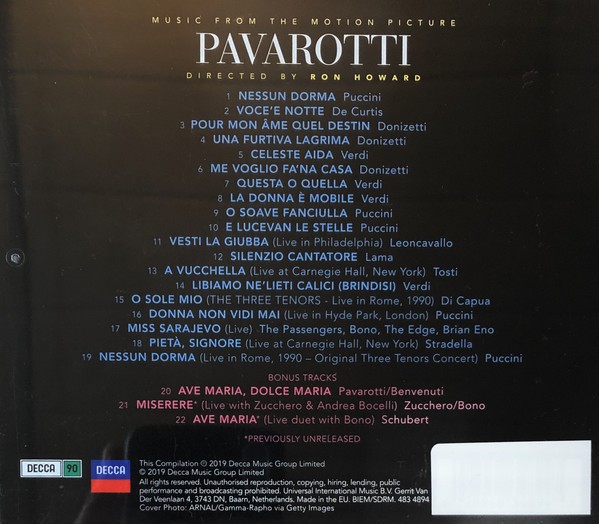 MUSIC FROM THE MOTION PICTURE
PAVAROTTI
DIRECTED BY RON HOWARD
1 NESSUN DORMA Puccini
2 VOCE'E NOTTE De Curtis
3 POUR MON ÂME QUEL DESTIN Donizetti
4 UNA FURTIVA LAGRIMA Donizetti
5 CELESTE AIDA Verdi
6 ME VOGLIO FA'NA CASA Donizetti
7 QUESTA O QUELLA Verdi
8 LA DONNA È MOBILE Verdi
9 O SOAVE FANCIULLA Puccini
10 E LUCEVAN LE STELLE Puccini
11 VESTI LA GIUBBA (Live in Philadelphia) Leoncavallo
12 SILENZIO CANTATORE Lama
13 A VUCCHELLA (Live at Carnegie Hall, New York) Tosti
14 LIBIAMO NE'LIETI CALICI (BRINDISI) Verdi
15 O SOLE MIO (THE THREE TENORS - Live in Rome, 1990) Di Capua
16 DONNA NON VIDI MAI (Live in Hyde Park, London) Puccini
17 MISS SARAJEVO (Live) The Passengers, Bono, The Edge, Brian Eno
18 PIETÀ, SIGNORE (Live at Carnegie Hall, New York) Stradella
19 NESSUN DORMA (Live in Rome, 1990 – Original Three Tenors Concert) Puccini
BONUS TRACKS
20 AVE MARIA, DOLCE MARIA Pavarotti/Benvenuti
21 MISERERE* (Live with Zucchero & Andrea Bocelli) Zucchero/Bono
22 AVE MARIA* (Live duet with Bono) Schubert
*PREVIOUSLY UNRELEASED
DECCA 90
DECCA
This Compilation ℗ 2019 Decca Music Group Limited
© 2019 Decca Music Group Limited
All rights reserved. Unauthorised reproduction, copying, hiring, lending, public
performance and broadcasting prohibited. Universal International Music B.V. Gerrit Van
Der Veenlaan 4, 3743 DN, Baarn, Netherlands. Made in the EU. BIEM/SDRM. 483 4894
Cover Photo: ARNAL/Gamma-Rapho via Getty Images